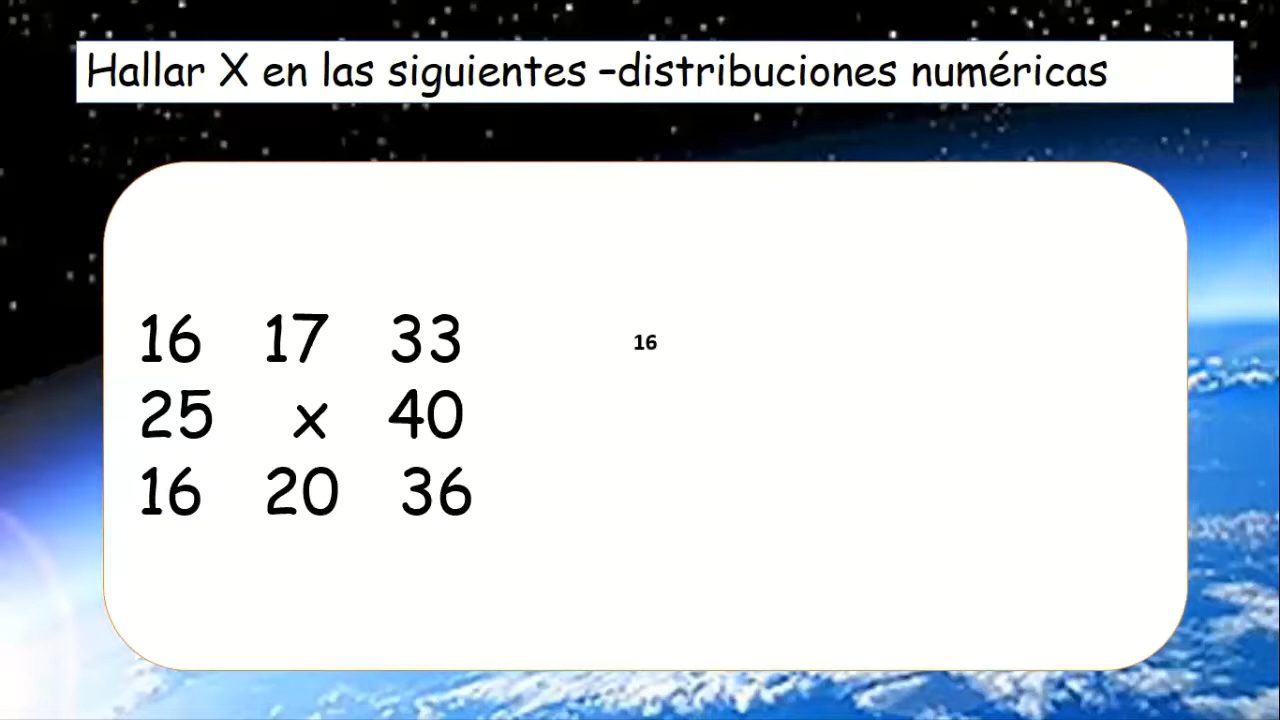 Hallar X en las siguientes –distribuciones numéricas
16 17 33 16
25 x 40
16 20 36